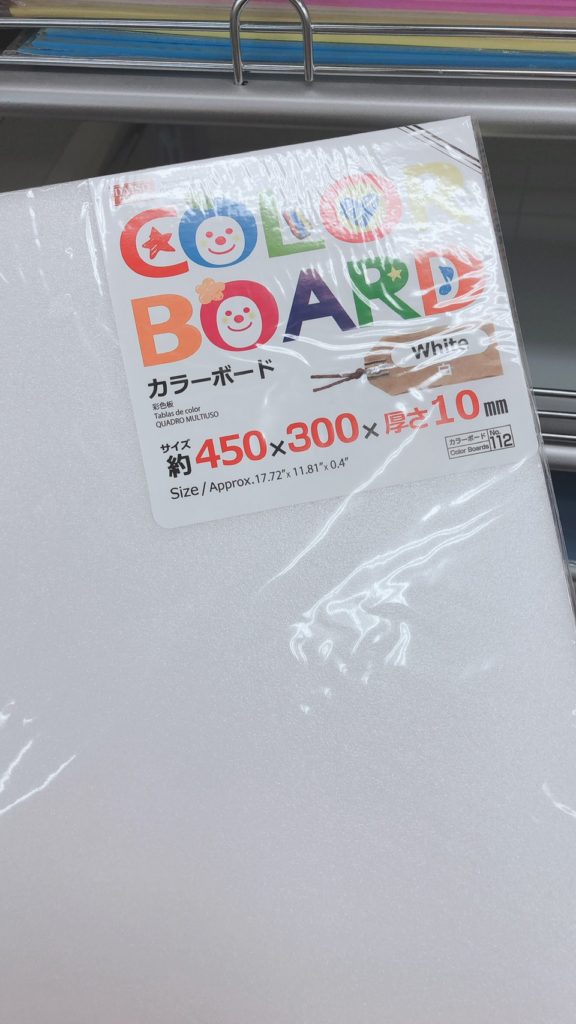 COLOR
BOARD
カラーボード
White
白
彩色板
Tablas de color
QUADRO MULTIUSO
サイズ
約450×300×厚さ10mm
Size/Approx.17.72"x 11.81"x 0.4"
カラーボード
Color Boards
No.
112